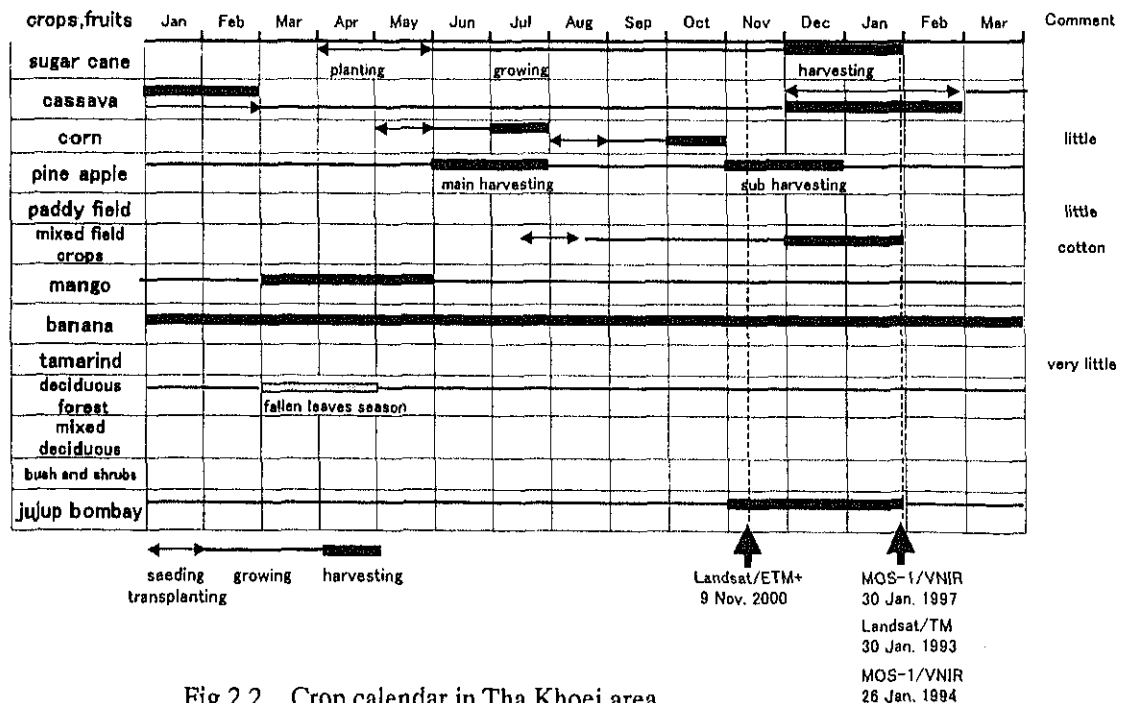 crops,fruits Jan Feb Mar Apr May Jun Jul Aug Sep Oct Nov Dec Jan Feb Mar Comment
sugar cane
planting growing harvesting
cassava
corn little
pine apple
main harvesting sub harvesting
paddy field little
mixed field
crops cotton
mango
banana
tamarind very little
deciduous
forest fallen leaves season
mixed
deciduous
bush and shrubs
jujup bombay
seeding growing harvesting
transplanting
Landsat/ETM+
9 Nov. 2000
MOS-1/VNIR
30 Jan. 1997
Landsat/TM
30 Jan. 1993
MOS-1/VNIR
26 Jan. 1994
Fig.2.2 Crop calendar in Tha Khoei area